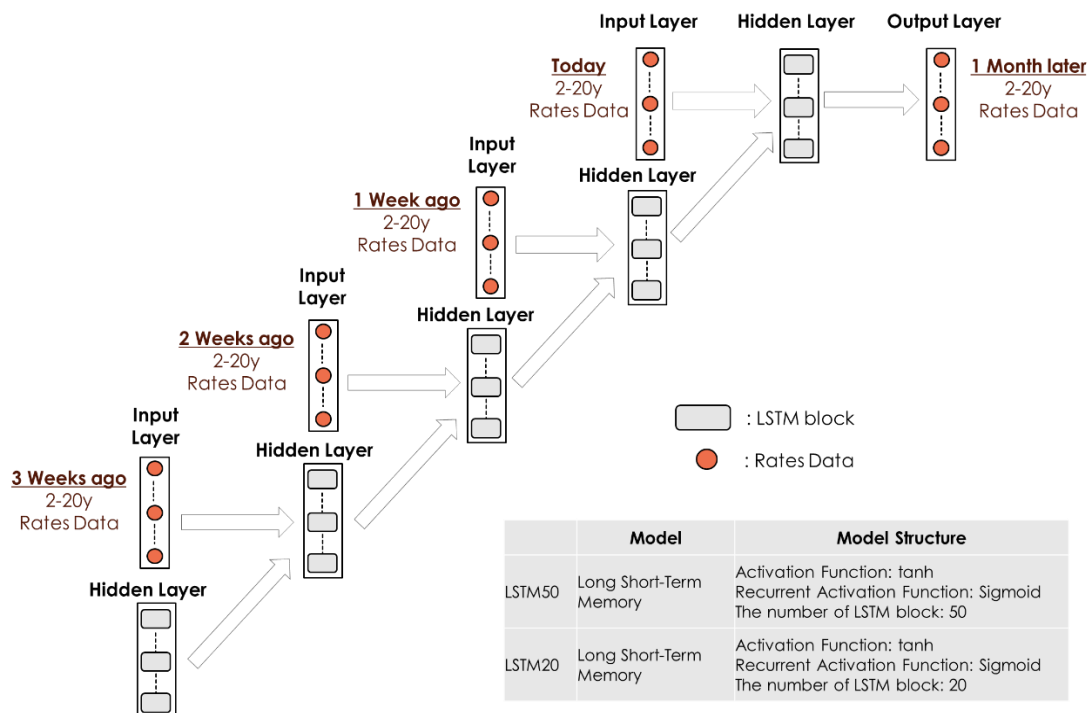 Input Layer
Hidden Layer
Output Layer
Today
2-20y
Rates Data
1 Month later
2-20y
Rates Data
Input
Layer
Hidden Layer
1 Week ago
2-20y
Rates Data
Input
Layer
Hidden Layer
2 Weeks ago
2-20y
Rates Data
Input
Layer
Hidden Layer
3 Weeks ago
2-20y
Rates Data
Hidden Layer
: LSTM block
: Rates Data
Model
Model Structure
LSTM50
Long Short-Term
Memory
Activation Function: tanh
Recurrent Activation Function: Sigmoid
The number of LSTM block: 50
LSTM20
Long Short-Term
Memory
Activation Function: tanh
Recurrent Activation Function: Sigmoid
The number of LSTM block: 20